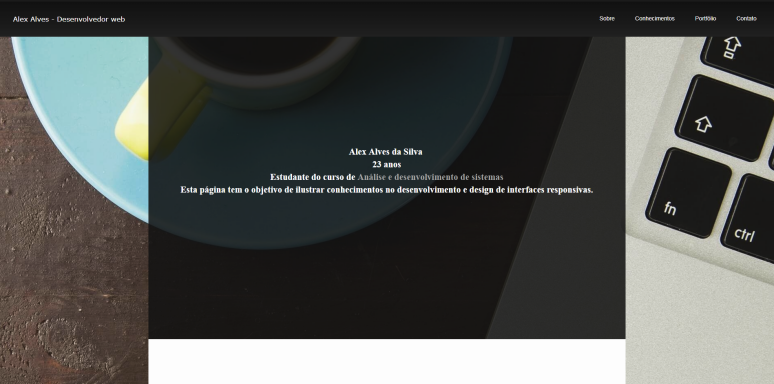 Alex Alves - Desenvolvedor web
Sobre
Conhecimentos
Portfólio
Contato
Alex Alves da Silva
23 anos
Estudante do curso de Análise e desenvolvimento de sistemas
Esta página tem o objetivo de ilustrar conhecimentos no desenvolvimento e design de interfaces responsivas.
fn
ctrl